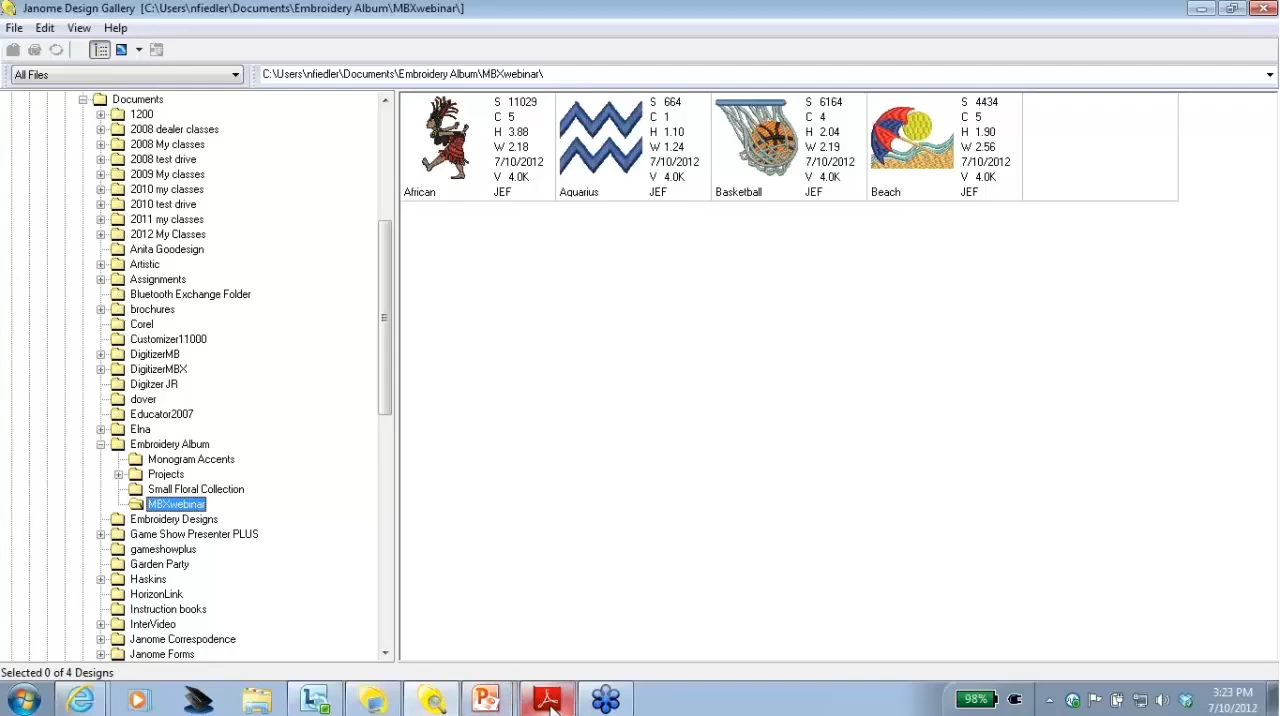 Janome Design Gallery [C:\Users\nfiedler\Documents\Embroidery Album\MBXwebinar\]
File Edit View Help
All Files
C:\Users\nfiedler\Documents\Embroidery Album\MBXwebinar\
Documents
1200
2008 dealer classes
2008 My classes
2008 test drive
2009 My classes
2010 my classes
2010 test drive
2011 my classes
2012 My Classes
Anita Goodesign
Artistic
Assignments
Bluetooth Exchange Folder
brochures
Corel
Customizer11000
DigitizerMB
DigitizerMBX
Digitzer JR
dover
Educator2007
Elna
Embroidery Album
Monogram Accents
Projects
Small Floral Collection
MBXwebinar
Embroidery Designs
Game Show Presenter PLUS
gameshowplus
Garden Party
Haskins
HorizonLink
Instruction books
InterVideo
Janome Correspodence
Janome Forms
S 11029
C 5
H 3.88
W 2.18
7/10/2012
V 4.0K
African JEF
S 664
C 1
H 1.10
W 1.24
7/10/2012
V 4.0K
Aquarius JEF
S 6164
C 4
H 2.04
W 2.19
7/10/2012
V 4.0K
Basketball JEF
S 4434
C 5
H 1.90
W 2.56
7/10/2012
V 4.0K
Beach JEF
Selected 0 of 4 Designs
98%
3:23 PM
7/10/2012